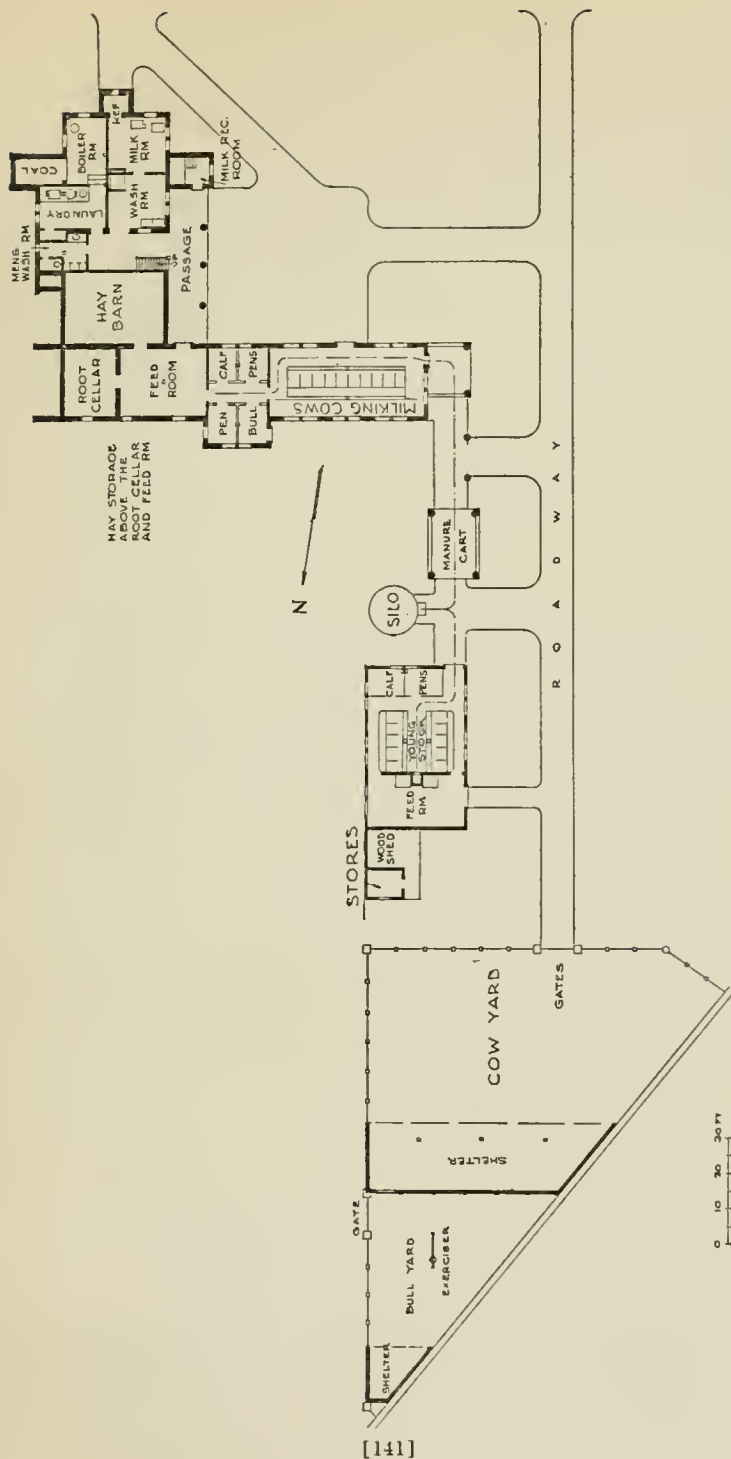 COAL
BOILER
RM
REF
MILK
RM
MILK REC.
ROOM
LAUNDRY
WASH
RM
MENS
WASH RM
UP
PASSAGE
HAY
BARN
ROOT
CELLAR
FEED
ROOM
CALF
PENS
PEN
BULL
MILKING COWS
HAY STORAGE
ABOVE THE
ROOT CELLAR
AND FEED RM
N
MANURE
CART
SILO
CALF
PENS
YOUNG
STOCK
FEED
RM
WOOD
SHED
STORES
ROADWAY
COW YARD
GATES
SHELTER
GATE
BULL YARD
EXERCISER
SHELTER
0 10 20 30 FT
[141]